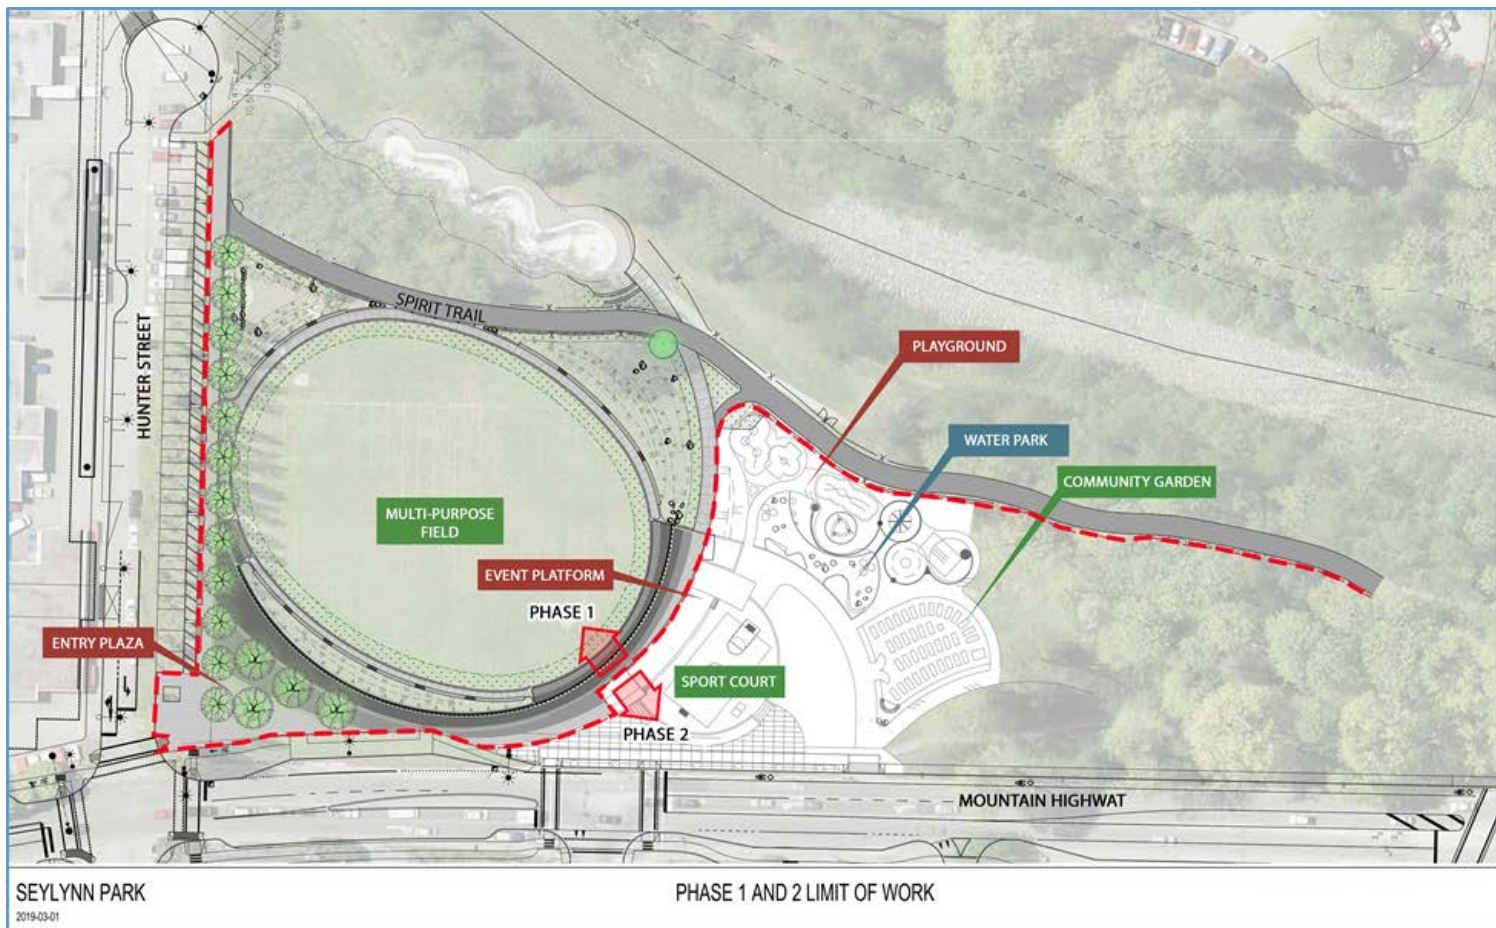 SPIRIT TRAIL
HUNTER STREET
PLAYGROUND
WATER PARK
COMMUNITY GARDEN
MULTI-PURPOSE
FIELD
EVENT PLATFORM
PHASE 1
ENTRY PLAZA
SPORT COURT
PHASE 2
MOUNTAIN HIGHWAT
SEYLYNN PARK
PHASE 1 AND 2 LIMIT OF WORK
2019-03-01